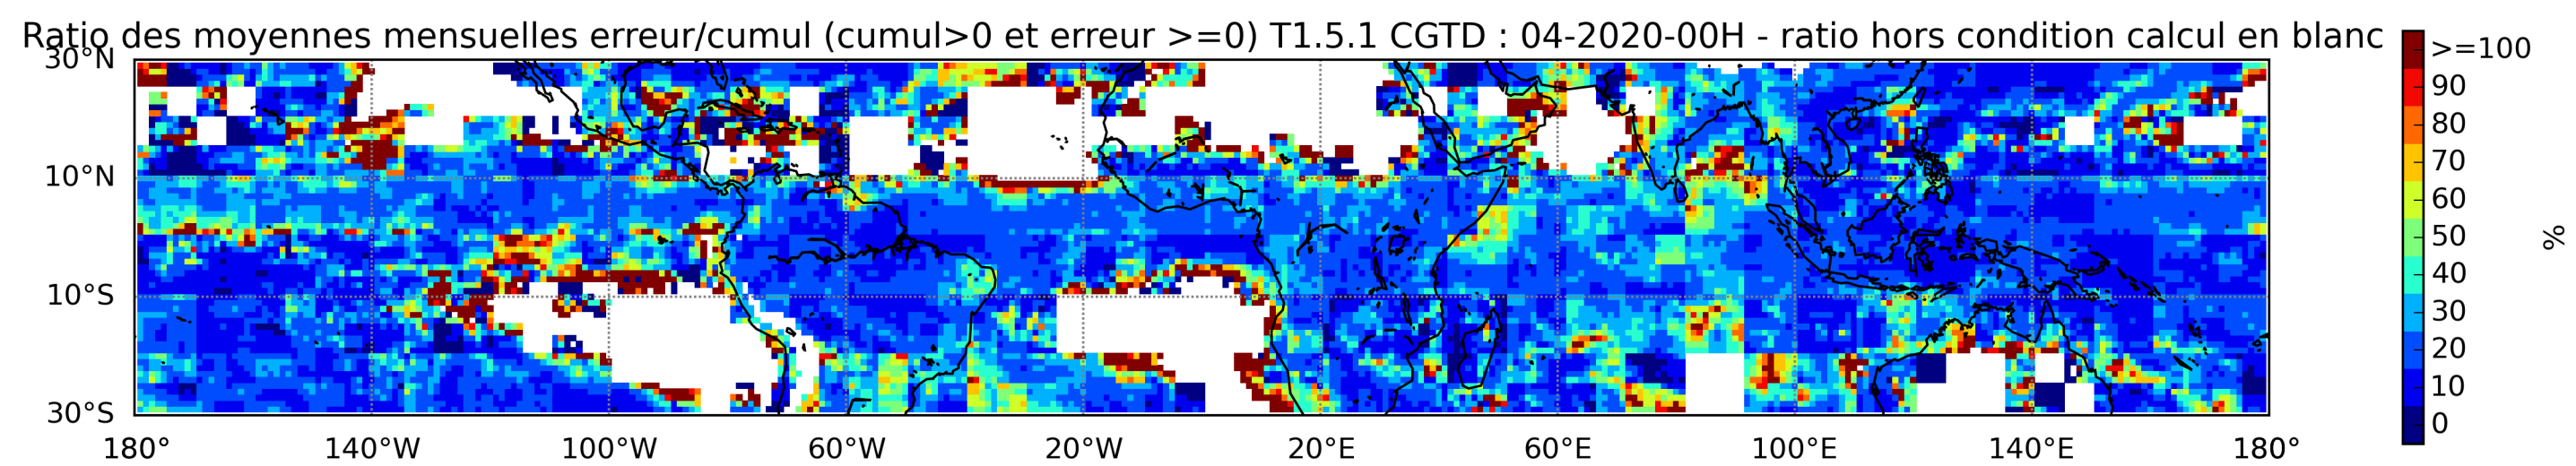 Ratio des moyennes mensuelles erreur/cumul (cumul>0 et erreur >=0) T1.5.1 CGTD : 04-2020-00H - ratio hors condition calcul en blanc
30°N
10°N
10°S
30°S
180°
140°W
100°W
60°W
20°W
20°E
60°E
100°E
140°E
180°
>=100
90
80
70
60
50
40
30
20
10
0
%